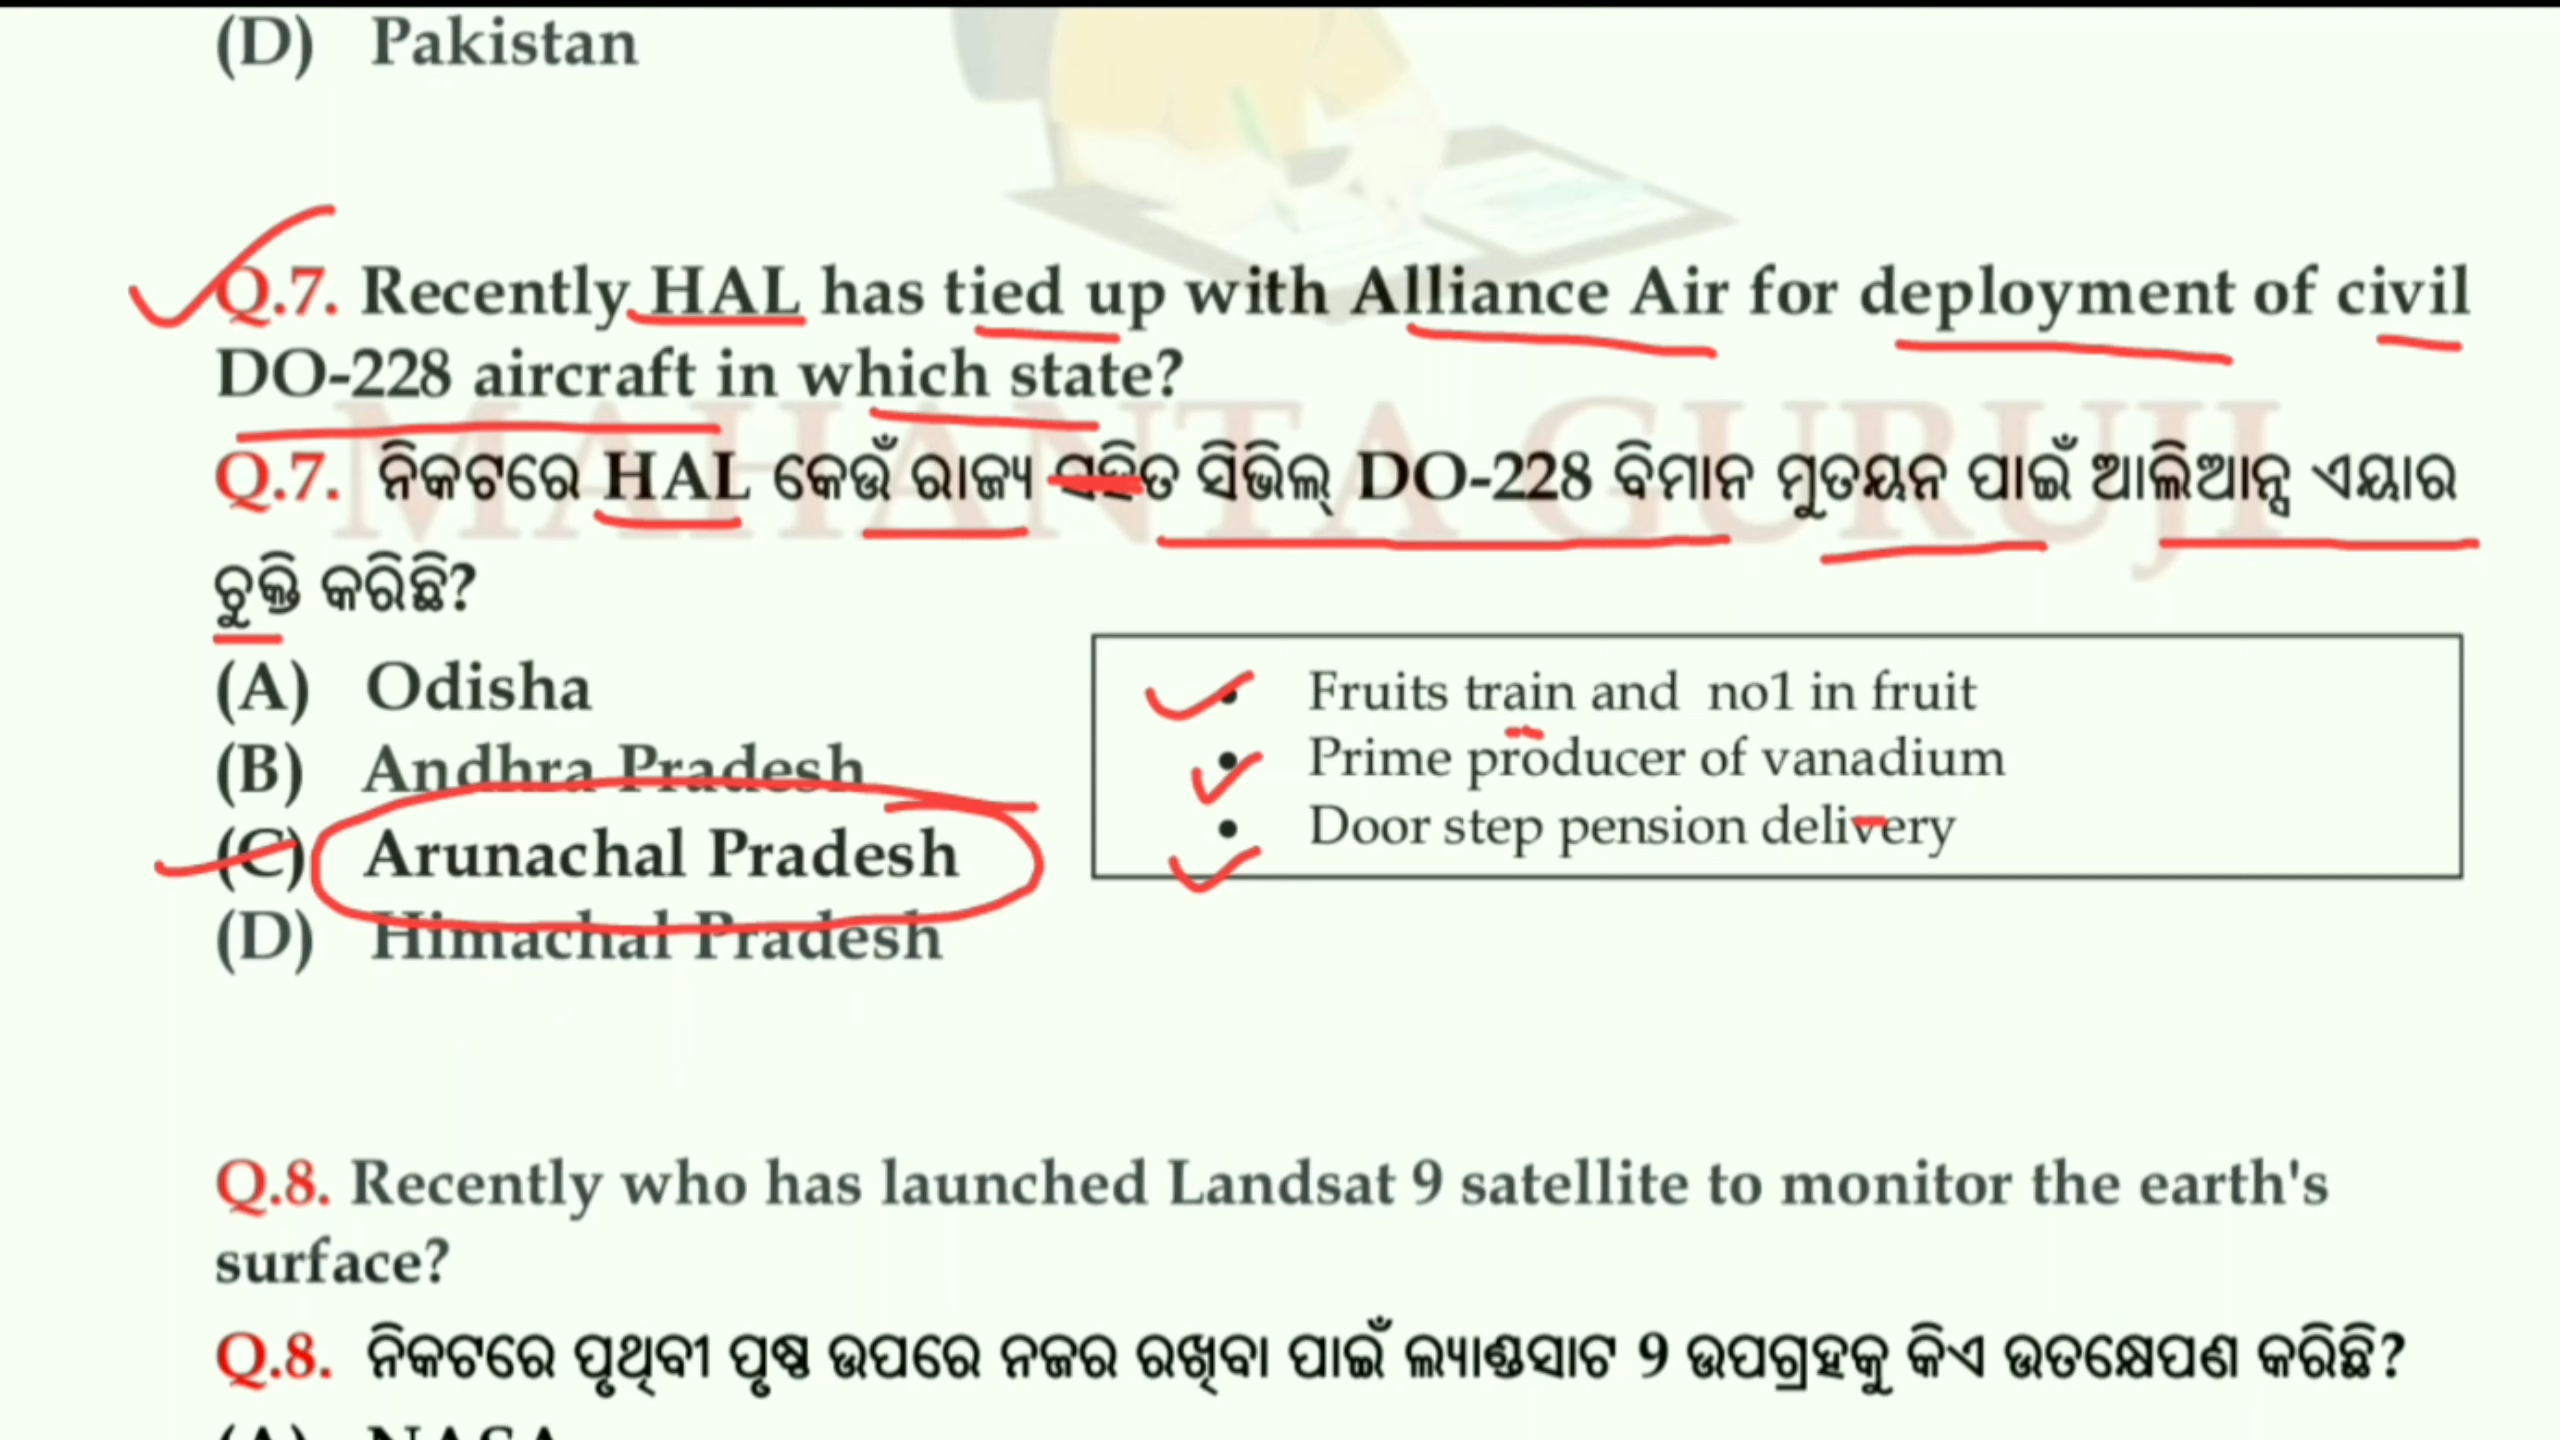 (D) Pakistan
Q.7. Recently HAL has tied up with Alliance Air for deployment of civil
DO-228 aircraft in which state?
MAHANTA GURUJI
Q.7. ନିକଟରେ HAL କେଉଁ ରାଜ୍ୟ ସହିତ ସିଭିଲ୍ DO-228 ବିମାନ ମୁତୟନ ପାଇଁ ଆଲିଆନ୍ସ ଏୟାର
ଚୁକ୍ତି କରିଛି?
(A) Odisha
(B) Andhra Pradesh
(C) Arunachal Pradesh
(D) Himachal Pradesh
• Fruits train and no1 in fruit
• Prime producer of vanadium
• Door step pension delivery
Q.8. Recently who has launched Landsat 9 satellite to monitor the earth's
surface?
Q.8. ନିକଟରେ ପୃଥିବୀ ପୃଷ୍ଠ ଉପରେ ନଜର ରଖିବା ପାଇଁ ଲ୍ୟାଣ୍ଡସାଟ 9 ଉପଗ୍ରହକୁ କିଏ ଉତକ୍ଷେପଣ କରିଛି?
(A) NASA